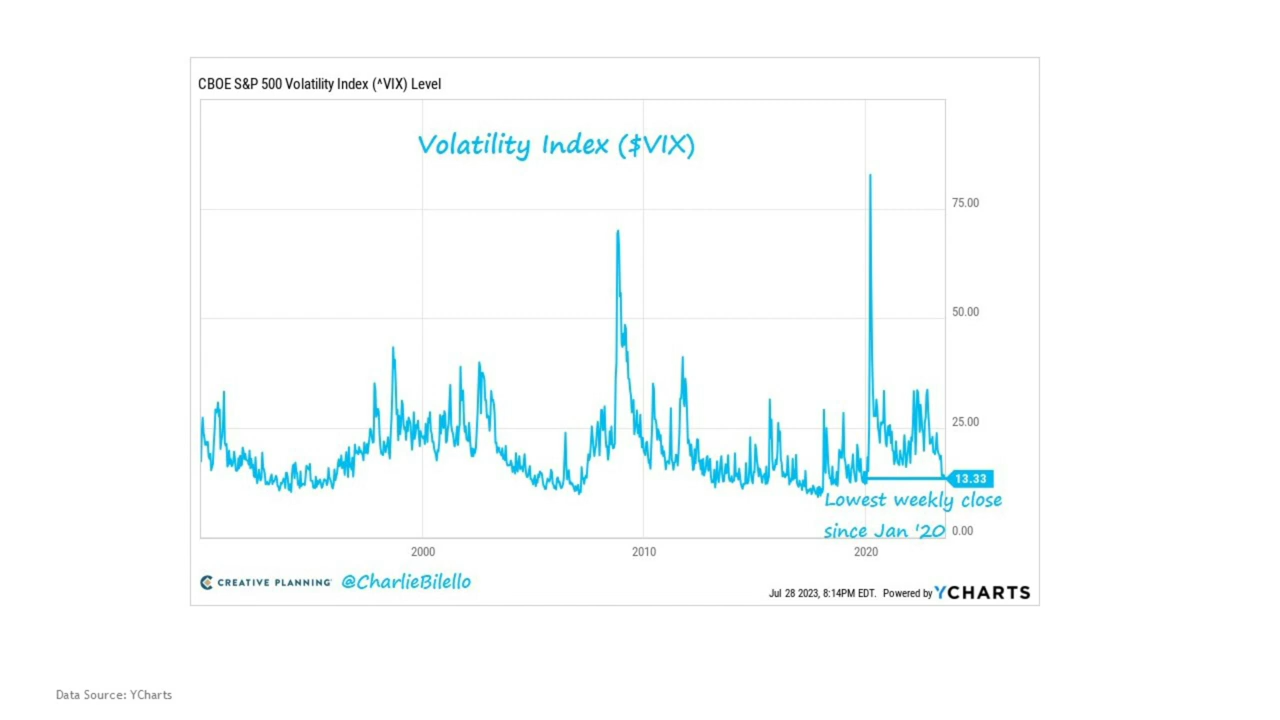 CBOE S&P 500 Volatility Index (^VIX) Level
Volatility Index ($VIX)
75.00
50.00
25.00
13.33
Lowest weekly close
since Jan '20
0.00
2000
2010
2020
CREATIVE PLANNING @CharlieBilello
Jul 28 2023, 8:14PM EDT. Powered by YCHARTS
Data Source: YCharts